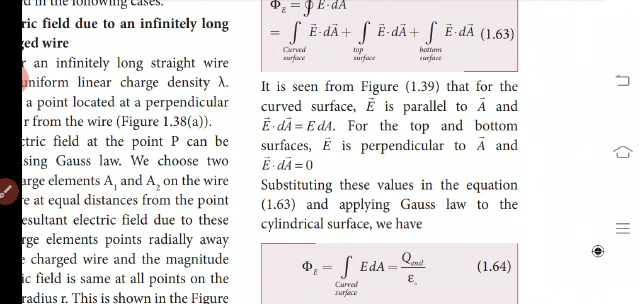 ric field due to an infinitely long
ged wire
r an infinitely long straight wire
uniform linear charge density λ.
a point located at a perpendicular
r from the wire (Figure 1.38(a)).
ctric field at the point P can be
sing Gauss law. We choose two
arge elements A₁ and A₂ on the wire
re at equal distances from the point
esultant electric field due to these
rge elements points radially away
e charged wire and the magnitude
ic field is same at all points on the
radius r. This is shown in the Figure
Φ_E = ∮ E⃗·dA⃗
= ∫ E⃗·dA⃗ + ∫ E⃗·dA⃗ + ∫ E⃗·dA⃗ (1.63)
Curved top bottom
surface surface surface
It is seen from Figure (1.39) that for the
curved surface, E⃗ is parallel to A⃗ and
E⃗·dA⃗ = E dA. For the top and bottom
surfaces, E⃗ is perpendicular to A⃗ and
E⃗·dA⃗ = 0
Substituting these values in the equation
(1.63) and applying Gauss law to the
cylindrical surface, we have
Φ_E = ∫ E dA = Q_encl / ε₀ (1.64)
Curved
surface